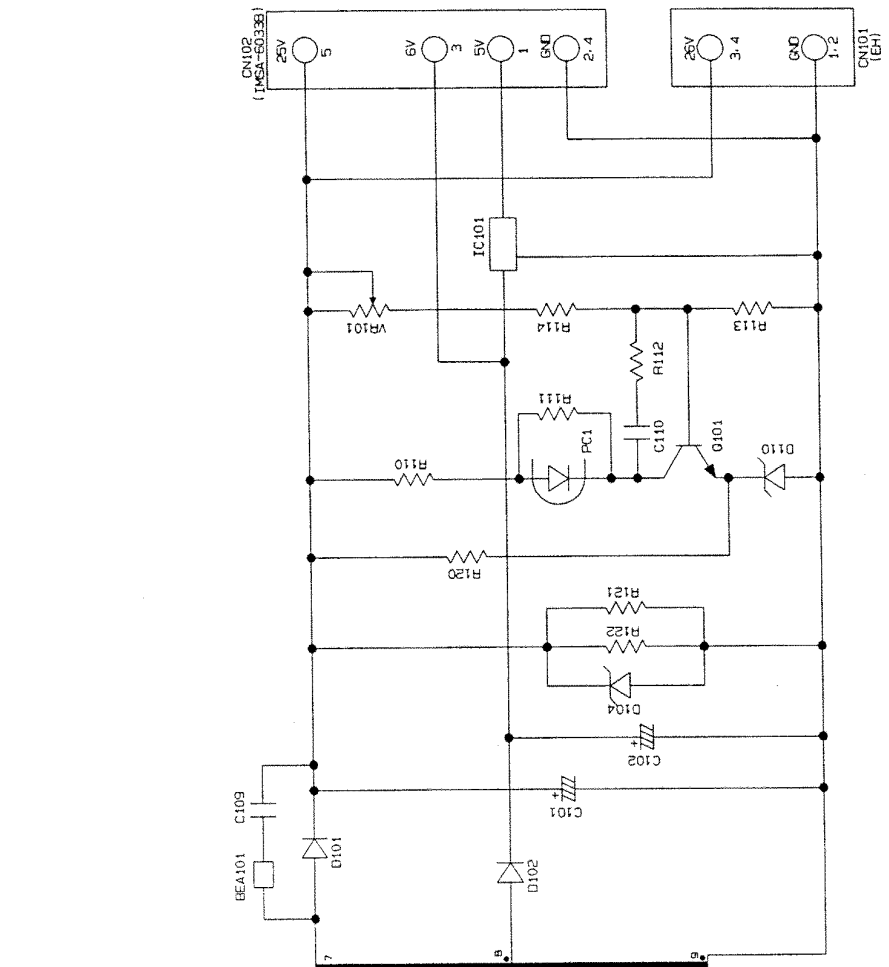 CN102
(IMSA-6033B)
25V
5
6V
3
5V
1
GND
2.4
26V
3.4
GND
1.2
CN101
(EH)
IC101
VR101
R114
R113
R112
R111
PC1
C110
Q101
D110
R110
R120
R121
R122
D104
C102
C101
C109
BEA101
D101
D102
7
8
9